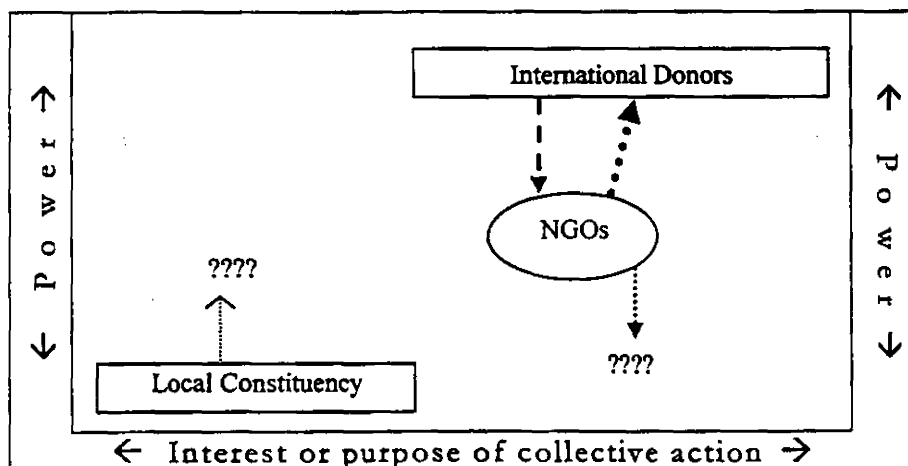 International Donors
Power
Power
NGOs
????
????
Local Constituency
← Interest or purpose of collective action →